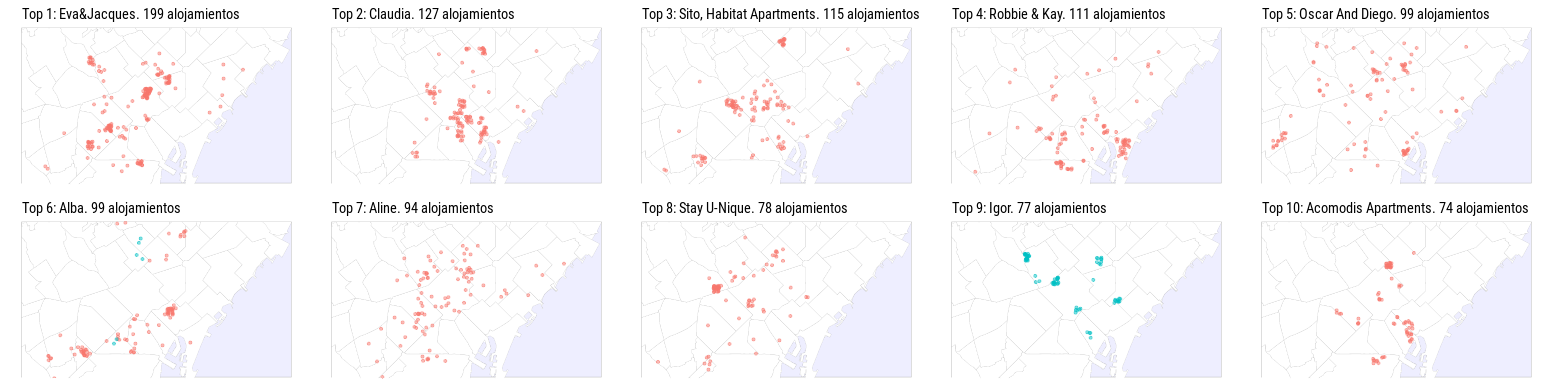 Top 1: Eva&Jacques. 199 alojamientos
Top 2: Claudia. 127 alojamientos
Top 3: Sito, Habitat Apartments. 115 alojamientos
Top 4: Robbie & Kay. 111 alojamientos
Top 5: Oscar And Diego. 99 alojamientos
Top 6: Alba. 99 alojamientos
Top 7: Aline. 94 alojamientos
Top 8: Stay U-Nique. 78 alojamientos
Top 9: Igor. 77 alojamientos
Top 10: Acomodis Apartments. 74 alojamientos